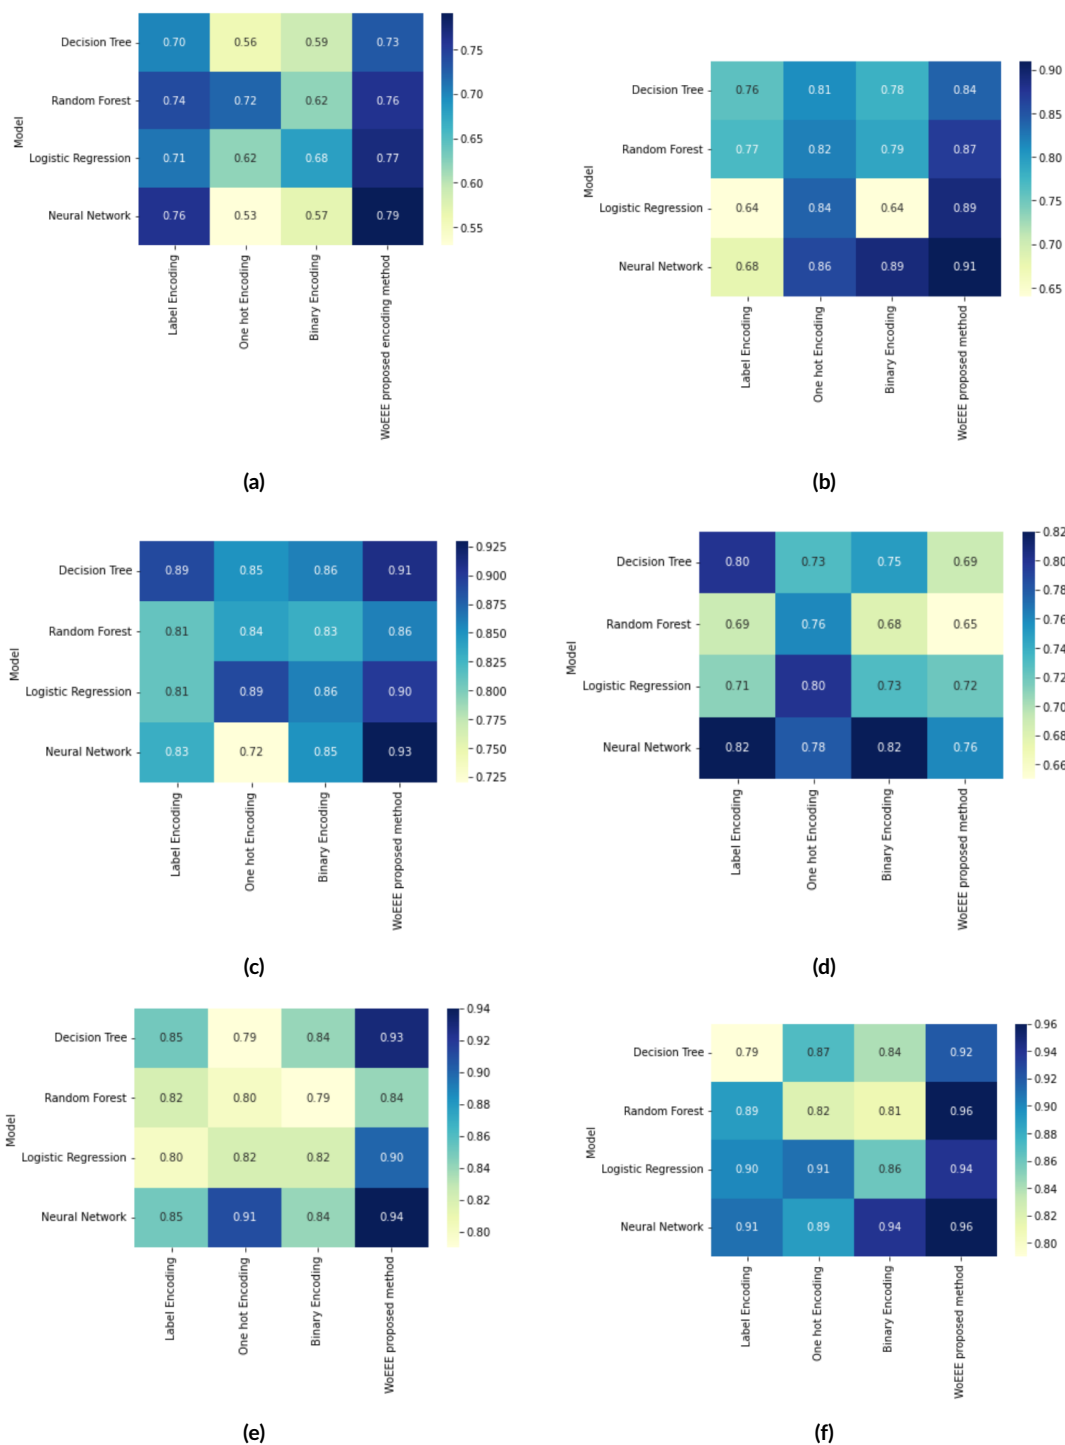 Model
Decision Tree 0.70 0.56 0.59 0.73
Random Forest 0.74 0.72 0.62 0.76
Logistic Regression 0.71 0.62 0.68 0.77
Neural Network 0.76 0.53 0.57 0.79
Label Encoding
One hot Encoding
Binary Encoding
WoEEE proposed encoding method
0.75
0.70
0.65
0.60
0.55
(a)
Model
Decision Tree 0.76 0.81 0.78 0.84
Random Forest 0.77 0.82 0.79 0.87
Logistic Regression 0.64 0.84 0.64 0.89
Neural Network 0.68 0.86 0.89 0.91
Label Encoding
One hot Encoding
Binary Encoding
WoEEE proposed method
0.90
0.85
0.80
0.75
0.70
0.65
(b)
Model
Decision Tree 0.89 0.85 0.86 0.91
Random Forest 0.81 0.84 0.83 0.86
Logistic Regression 0.81 0.89 0.86 0.90
Neural Network 0.83 0.72 0.85 0.93
Label Encoding
One hot Encoding
Binary Encoding
WoEEE proposed method
0.925
0.900
0.875
0.850
0.825
0.800
0.775
0.750
0.725
(c)
Model
Decision Tree 0.80 0.73 0.75 0.69
Random Forest 0.69 0.76 0.68 0.65
Logistic Regression 0.71 0.80 0.73 0.72
Neural Network 0.82 0.78 0.82 0.76
Label Encoding
One hot Encoding
Binary Encoding
WoEEE proposed method
0.82
0.80
0.78
0.76
0.74
0.72
0.70
0.68
0.66
(d)
Model
Decision Tree 0.85 0.79 0.84 0.93
Random Forest 0.82 0.80 0.79 0.84
Logistic Regression 0.80 0.82 0.82 0.90
Neural Network 0.85 0.91 0.84 0.94
Label Encoding
One hot Encoding
Binary Encoding
WoEEE proposed method
0.94
0.92
0.90
0.88
0.86
0.84
0.82
0.80
(e)
Model
Decision Tree 0.79 0.87 0.84 0.92
Random Forest 0.89 0.82 0.81 0.96
Logistic Regression 0.90 0.91 0.86 0.94
Neural Network 0.91 0.89 0.94 0.96
Label Encoding
One hot Encoding
Binary Encoding
WoEEE proposed method
0.96
0.94
0.92
0.90
0.88
0.86
0.84
0.82
0.80
(f)